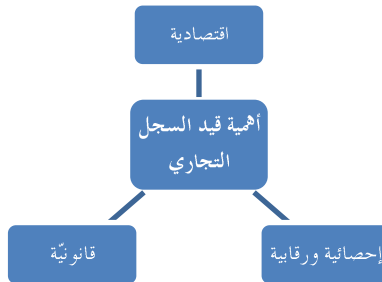 اقتصادية
أهمية قيد السجل
التجاري
إحصائية ورقابية
قانونيّة